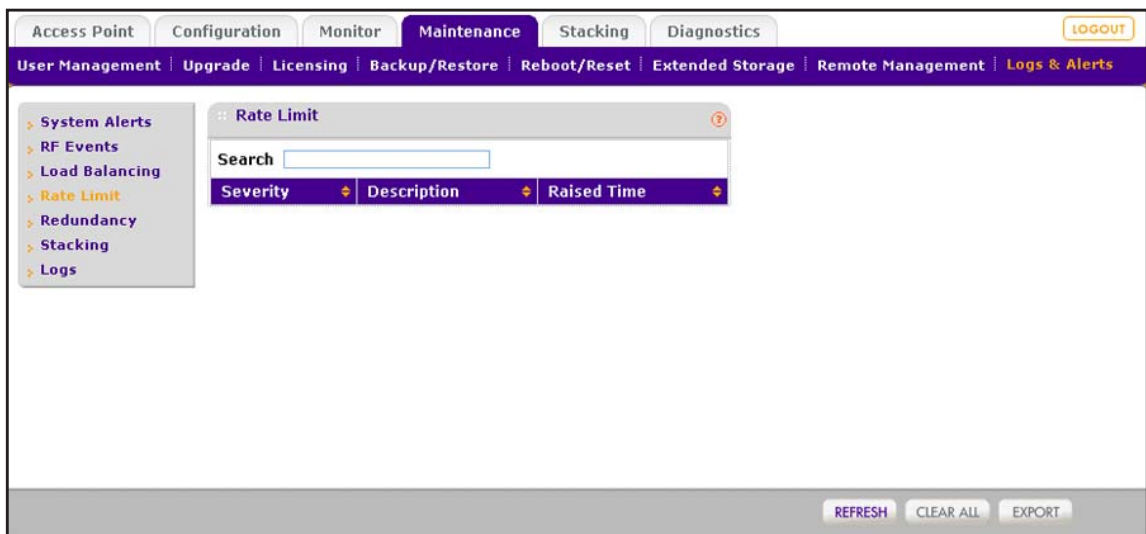 Access Point Configuration Monitor Maintenance Stacking Diagnostics LOGOUT
User Management Upgrade Licensing Backup/Restore Reboot/Reset Extended Storage Remote Management Logs & Alerts
System Alerts
RF Events
Load Balancing
Rate Limit
Redundancy
Stacking
Logs
Rate Limit ?
Search
Severity Description Raised Time
REFRESH CLEAR ALL EXPORT